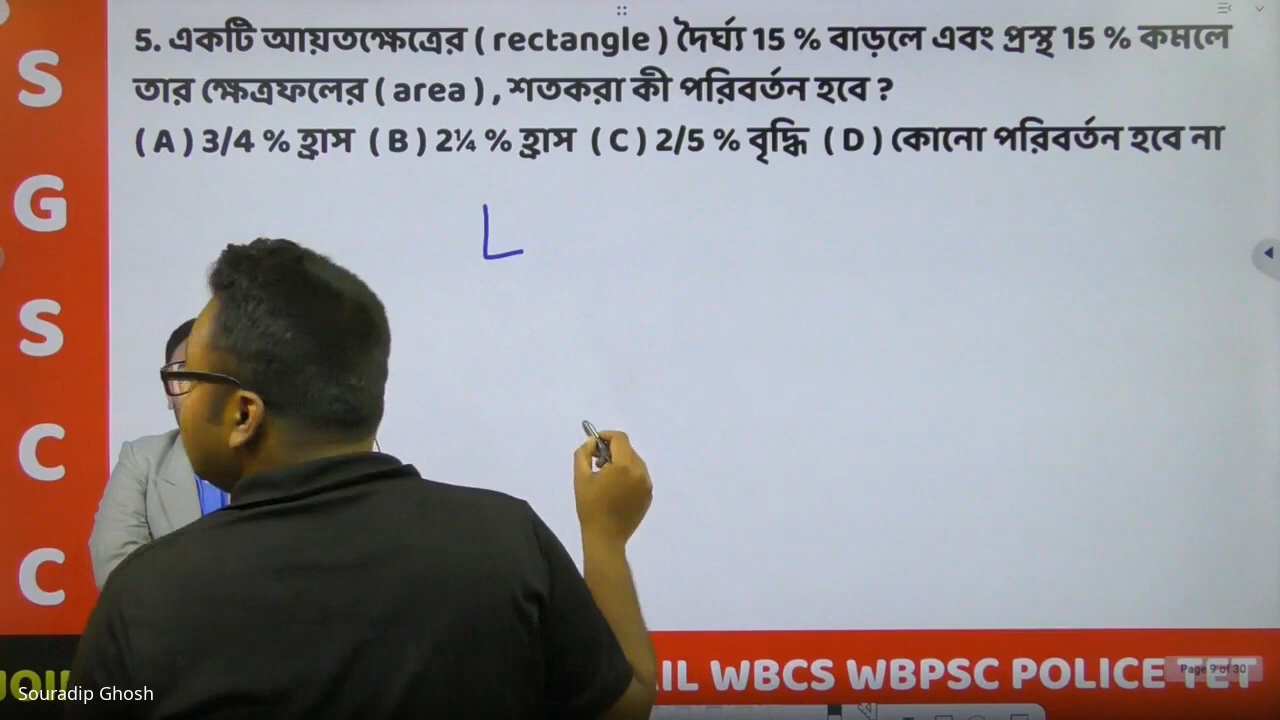 5. একটি আয়তক্ষেত্রের ( rectangle ) দৈর্ঘ্য 15 % বাড়লে এবং প্রস্থ 15 % কমলে
তার ক্ষেত্রফলের ( area ) , শতকরা কী পরিবর্তন হবে ?
( A ) 3/4 % হ্রাস ( B ) 2¼ % হ্রাস ( C ) 2/5 % বৃদ্ধি ( D ) কোনো পরিবর্তন হবে না
L
S
G
S
C
C
WBCS WBPSC POLICE TET
Page 9 of 30
Souradip Ghosh